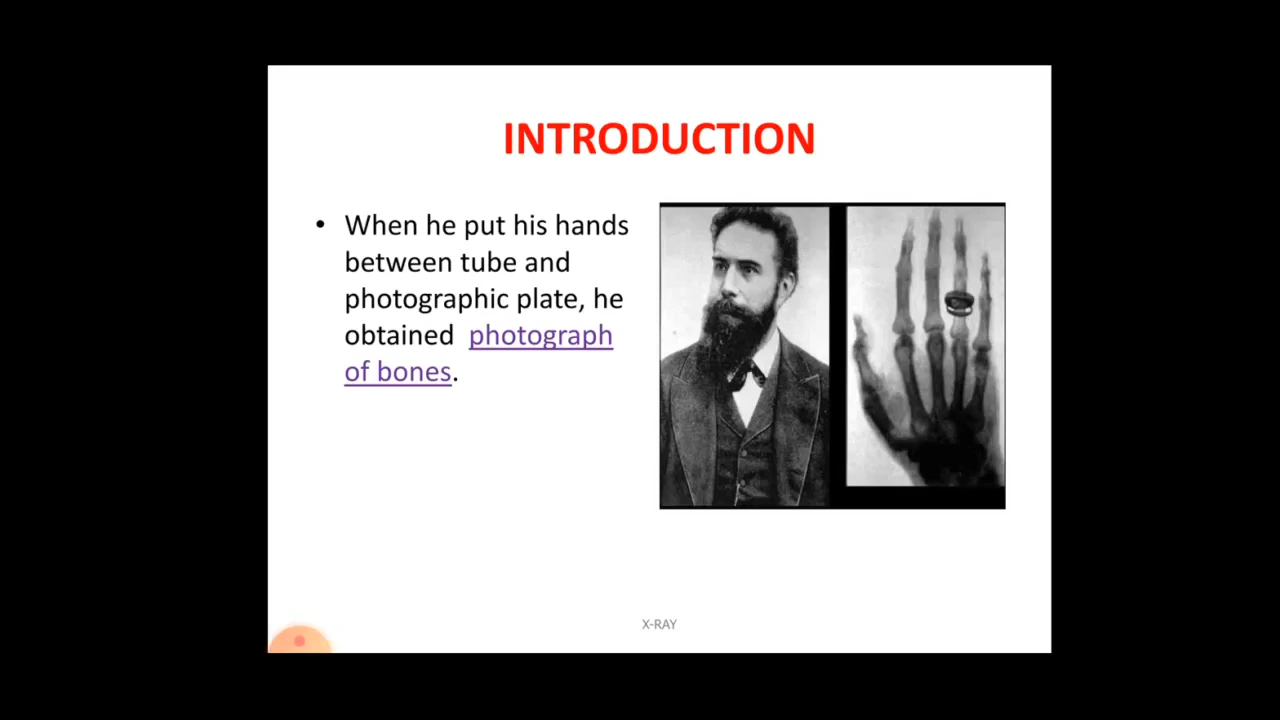 INTRODUCTION
• When he put his hands
between tube and
photographic plate, he
obtained photograph
of bones.
X-RAY